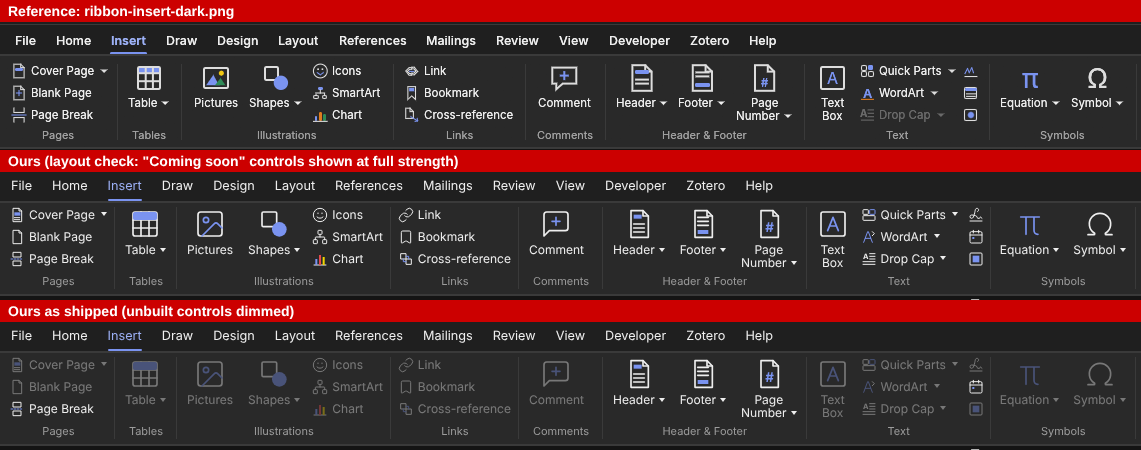 Reference: ribbon-insert-dark.png
File Home Insert Draw Design Layout References Mailings Review View Developer Zotero Help
Cover Page Icons Link Quick Parts
Blank Page Table Pictures Shapes SmartArt Bookmark Comment Header Footer Page Number Text Box WordArt Equation Symbol
Page Break Chart Cross-reference Drop Cap
Pages Tables Illustrations Links Comments Header & Footer Text Symbols
Ours (layout check: "Coming soon" controls shown at full strength)
File Home Insert Draw Design Layout References Mailings Review View Developer Zotero Help
Cover Page Icons Link Quick Parts
Blank Page Table Pictures Shapes SmartArt Bookmark Comment Header Footer Page Number Text Box WordArt Equation Symbol
Page Break Chart Cross-reference Drop Cap
Pages Tables Illustrations Links Comments Header & Footer Text Symbols
Ours as shipped (unbuilt controls dimmed)
File Home Insert Draw Design Layout References Mailings Review View Developer Zotero Help
Cover Page Icons Link Quick Parts
Blank Page Table Pictures Shapes SmartArt Bookmark Comment Header Footer Page Number Text Box WordArt Equation Symbol
Page Break Chart Cross-reference Drop Cap
Pages Tables Illustrations Links Comments Header & Footer Text Symbols